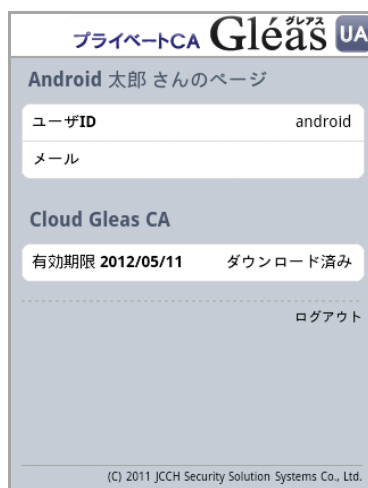 グレアス
プライベートCA Gléas UA
Android 太郎 さんのページ
ユーザID android
メール
Cloud Gleas CA
有効期限 2012/05/11 ダウンロード済み
ログアウト
(C) 2011 JCCH Security Solution Systems Co., Ltd.